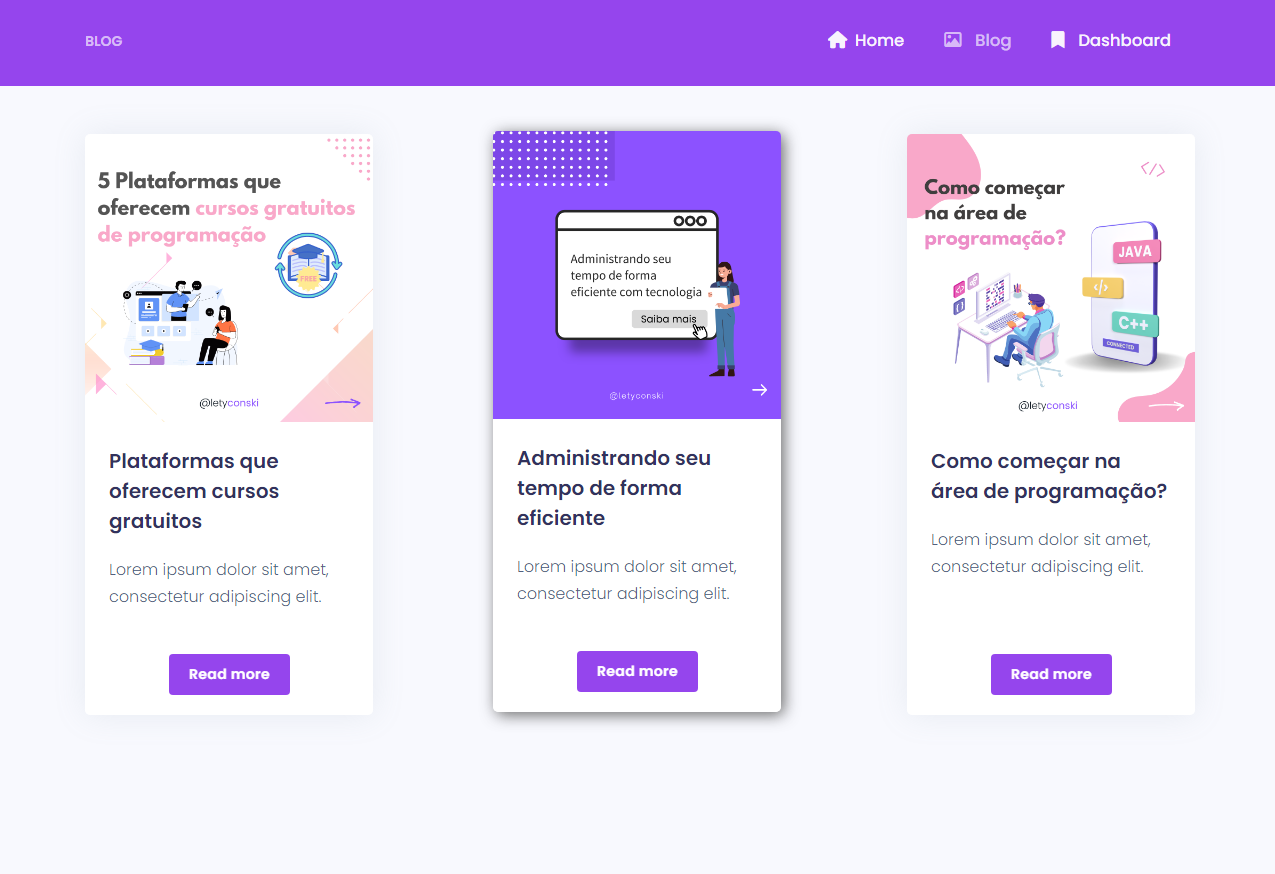 BLOG
Home
Blog
Dashboard
5 Plataformas que
oferecem cursos gratuitos
de programação
FREE
@letyconski
Plataformas que
oferecem cursos
gratuitos
Lorem ipsum dolor sit amet,
consectetur adipiscing elit.
Read more
Administrando seu
tempo de forma
eficiente com tecnologia
Saiba mais
@letyconski
Administrando seu
tempo de forma
eficiente
Lorem ipsum dolor sit amet,
consectetur adipiscing elit.
Read more
</>
Como começar
na área de
programação?
JAVA
</>
C++
CONNECTED
@letyconski
Como começar na
área de programação?
Lorem ipsum dolor sit amet,
consectetur adipiscing elit.
Read more